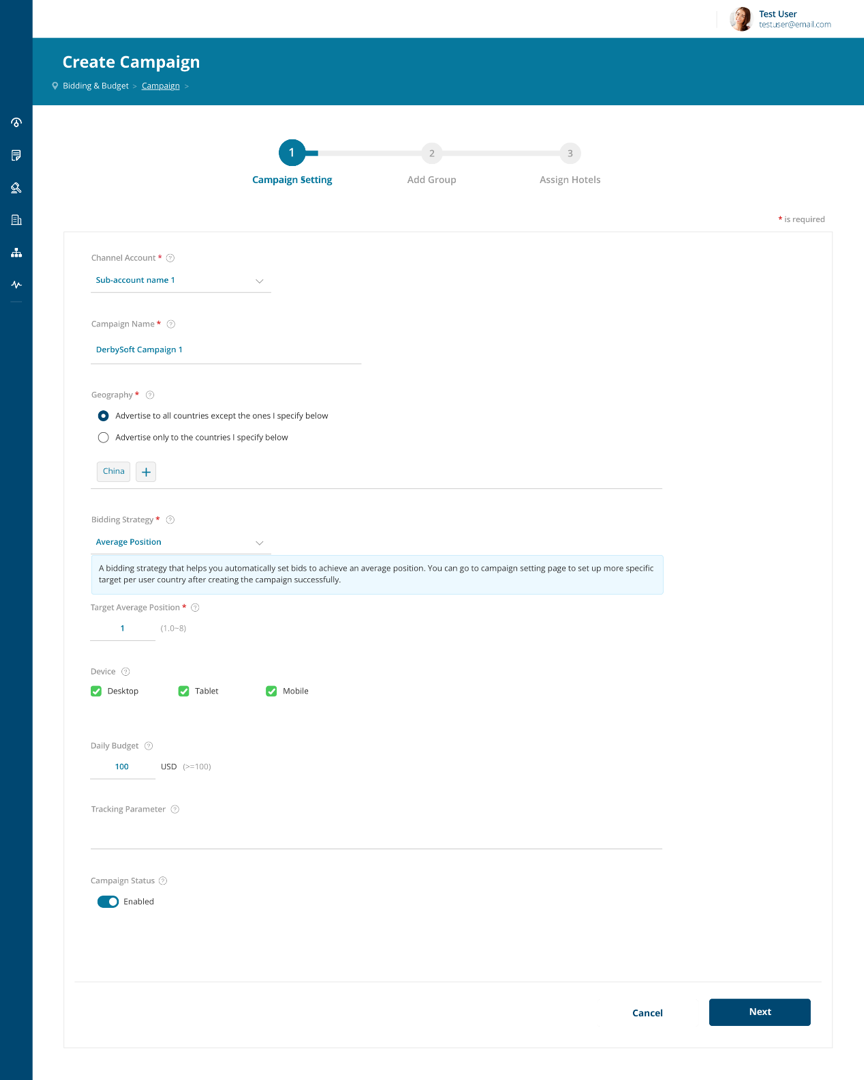 Test User
testuser@email.com
Create Campaign
Bidding & Budget > Campaign >
1 2 3
Campaign Setting Add Group Assign Hotels
* is required
Channel Account * ?
Sub-account name 1
Campaign Name * ?
DerbySoft Campaign 1
Geography * ?
Advertise to all countries except the ones I specify below
Advertise only to the countries I specify below
China +
Bidding Strategy * ?
Average Position
A bidding strategy that helps you automatically set bids to achieve an average position. You can go to campaign setting page to set up more specific
target per user country after creating the campaign successfully.
Target Average Position * ?
1 (1.0~8)
Device ?
Desktop Tablet Mobile
Daily Budget ?
100 USD (>=100)
Tracking Parameter ?
Campaign Status ?
Enabled
Cancel Next